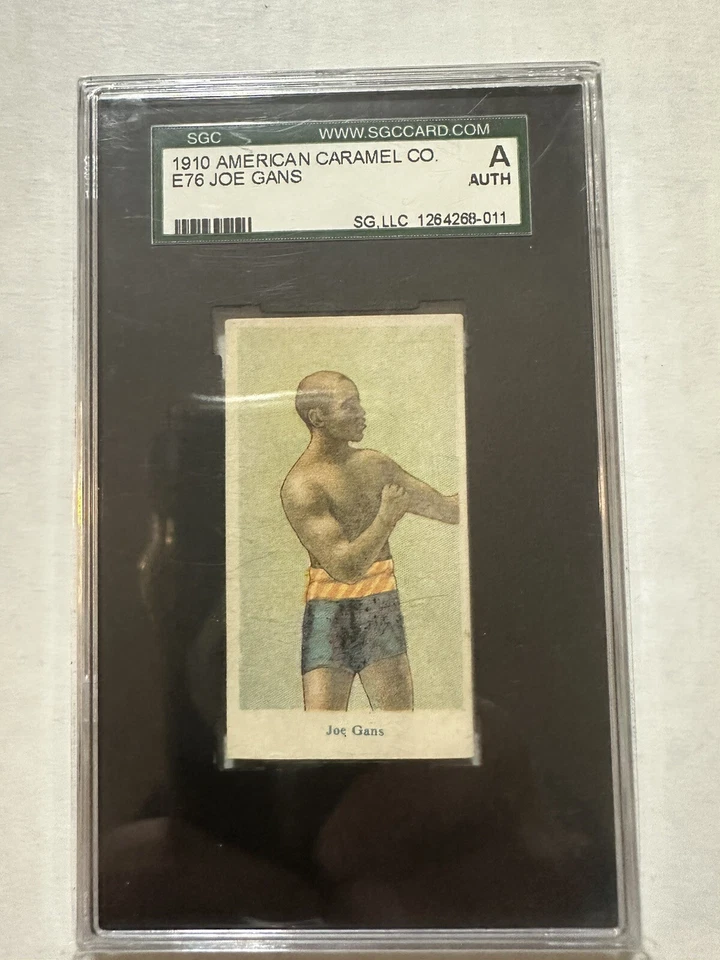 SGC WWW.SGCCARD.COM
1910 AMERICAN CARAMEL CO. A
E76 JOE GANS AUTH
SG,LLC 1264268-011
Joe Gans